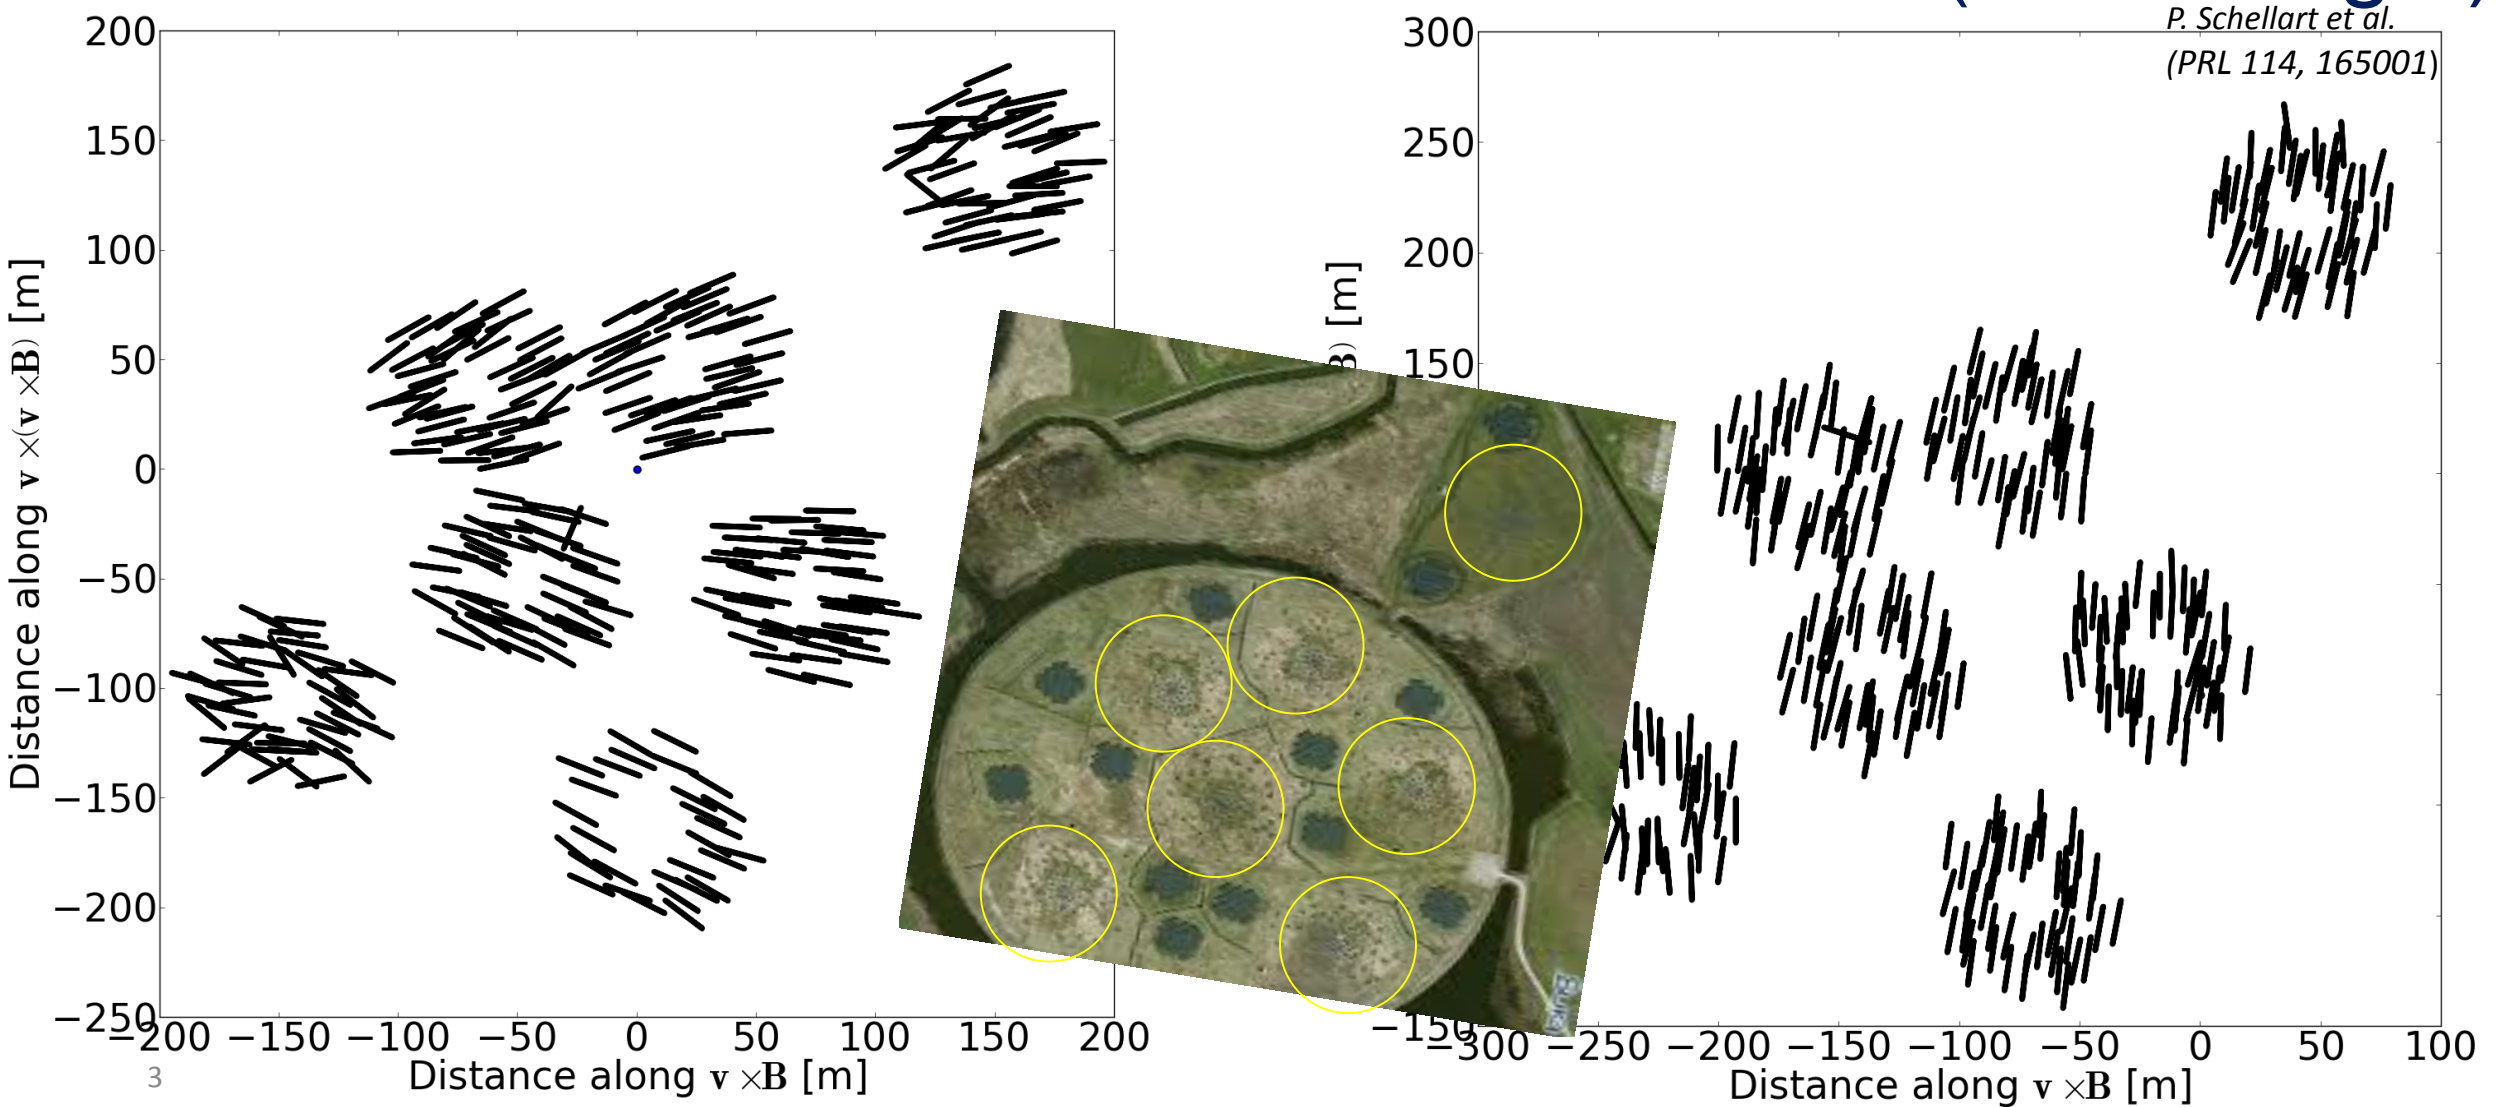 P. Schellart et al.
(PRL 114, 165001)
200
150
100
50
0
−50
−100
−150
−200
−250
−200 −150 −100 −50 0 50 100 150 200
Distance along v ×(v ×B) [m]
Distance along v ×B [m]
3
300
250
200
150
−150
−300 −250 −200 −150 −100 −50 0 50 100
B) [m]
Distance along v ×B [m]